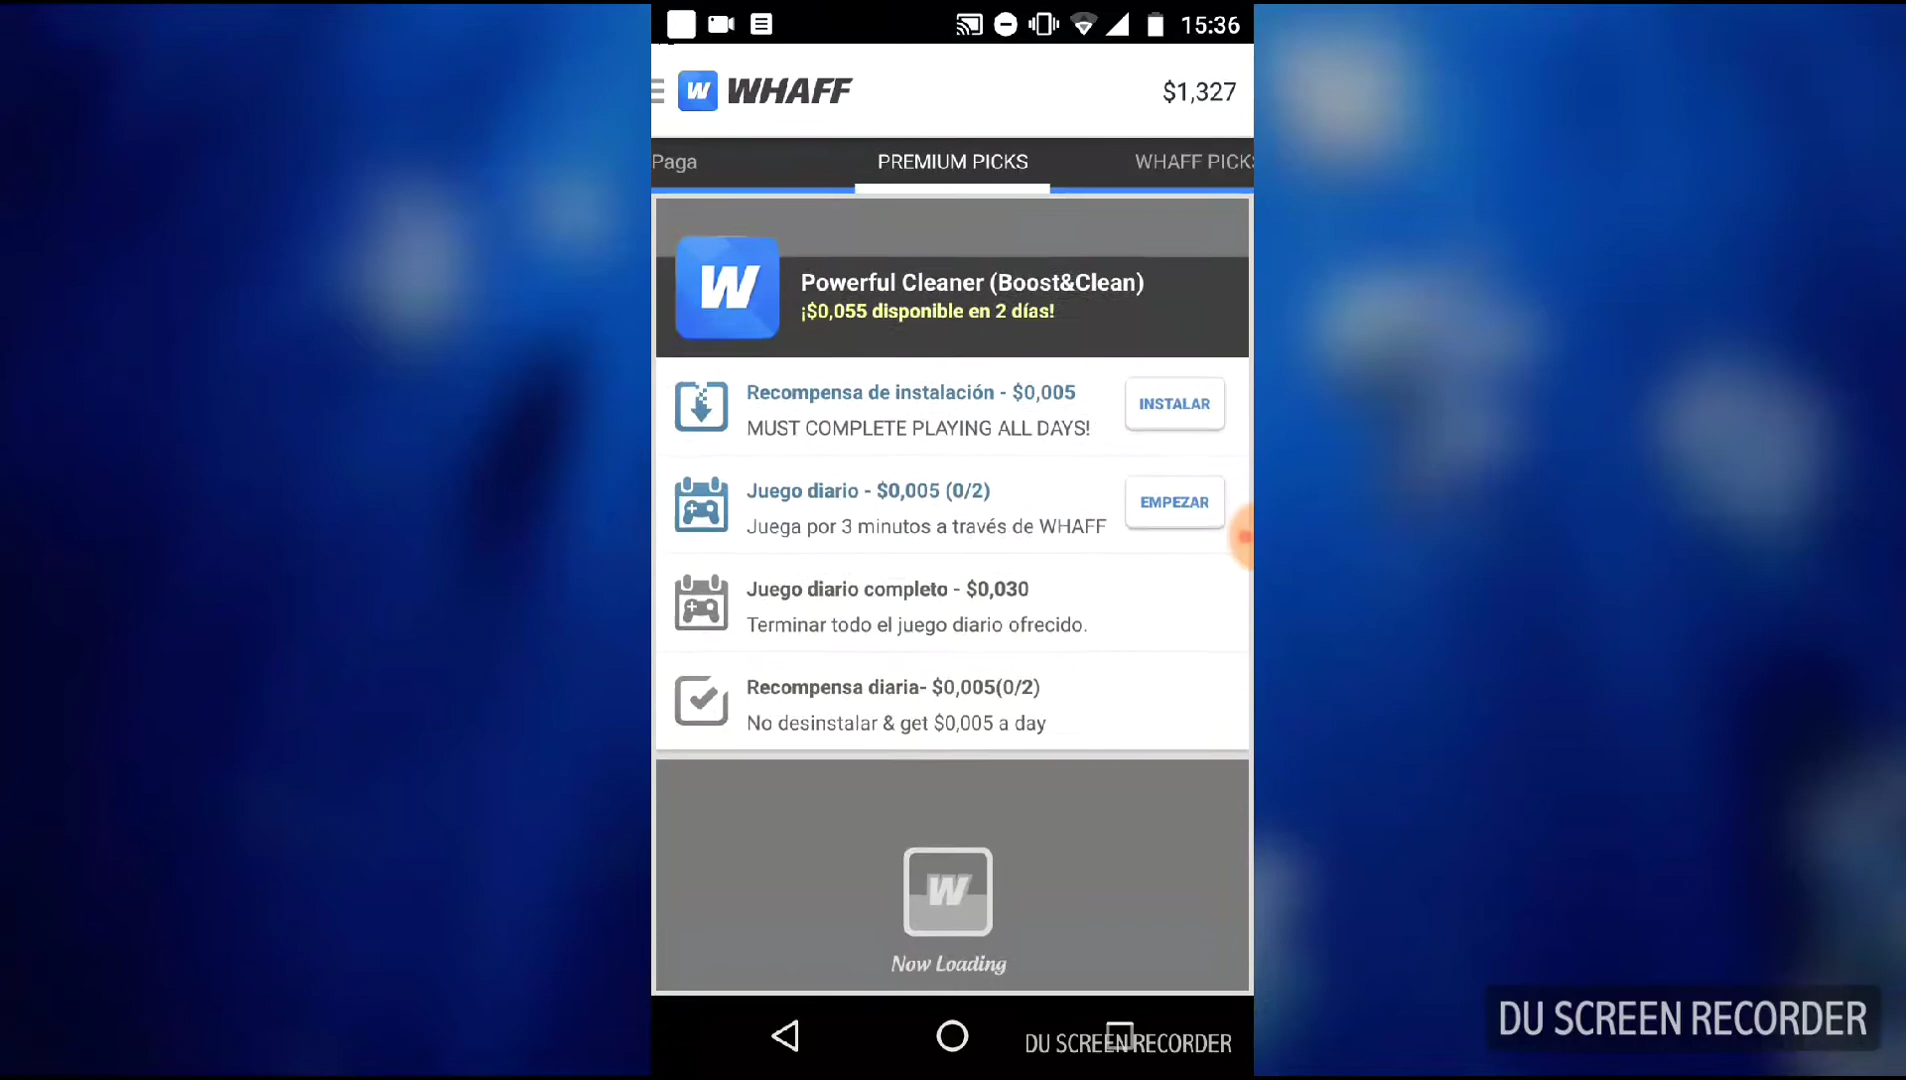 15:36
W WHAFF
$1,327
Paga
PREMIUM PICKS
WHAFF PICKS
W
Powerful Cleaner (Boost&Clean)
¡$0,055 disponible en 2 días!
Recompensa de instalación - $0,005
MUST COMPLETE PLAYING ALL DAYS!
INSTALAR
Juego diario - $0,005 (0/2)
Juega por 3 minutos a través de WHAFF
EMPEZAR
Juego diario completo - $0,030
Terminar todo el juego diario ofrecido.
Recompensa diaria- $0,005(0/2)
No desinstalar & get $0,005 a day
W
Now Loading
DU SCREEN RECORDER
DU SCREEN RECORDER